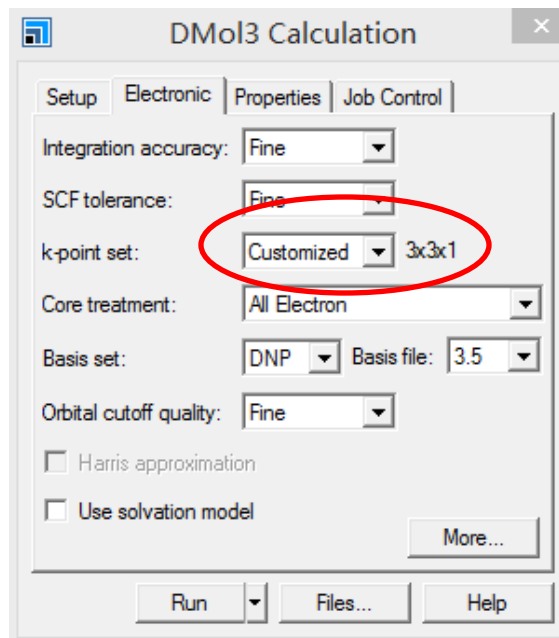 DMol3 Calculation
Setup Electronic Properties Job Control
Integration accuracy: Fine
SCF tolerance: Fine
k-point set: Customized 3x3x1
Core treatment: All Electron
Basis set: DNP Basis file: 3.5
Orbital cutoff quality: Fine
Harris approximation
Use solvation model
More...
Run Files... Help